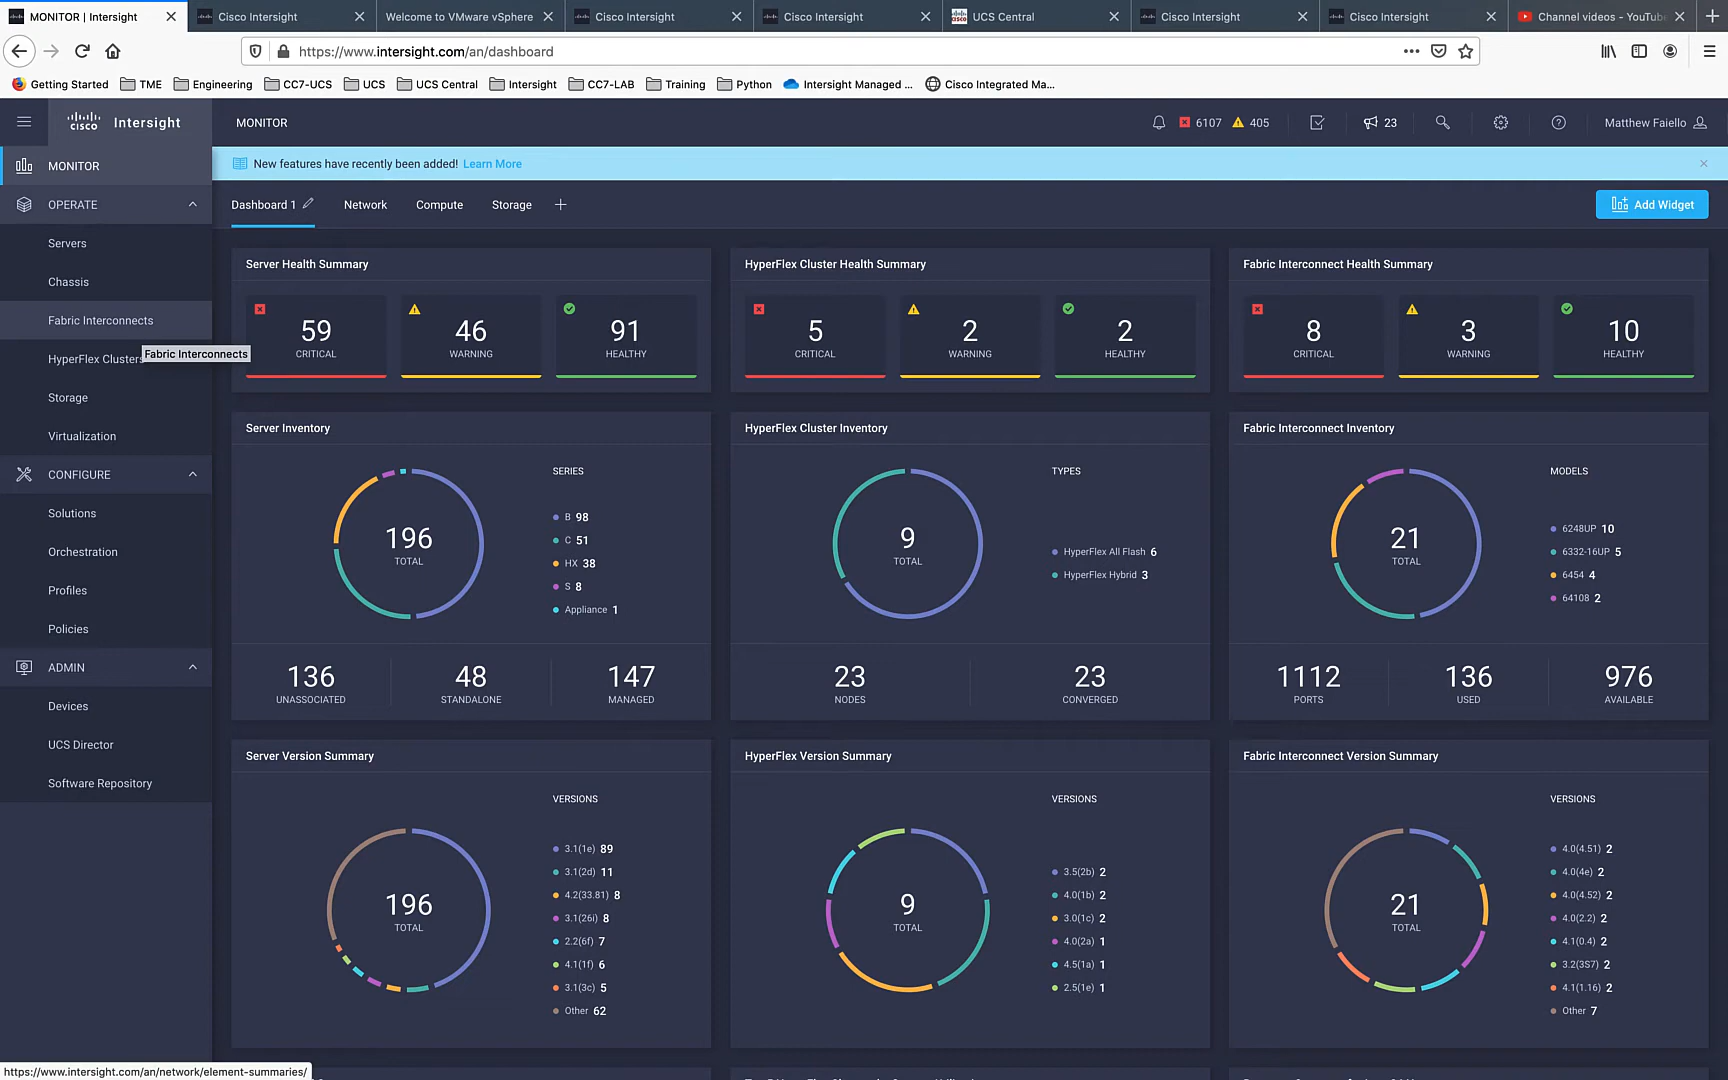 MONITOR | Intersight
Cisco Intersight
Welcome to VMware vSphere
Cisco Intersight
Cisco Intersight
UCS Central
Cisco Intersight
Cisco Intersight
Channel videos - YouTube
https://www.intersight.com/an/dashboard
Getting Started
TME
Engineering
CC7-UCS
UCS
UCS Central
Intersight
CC7-LAB
Training
Python
Intersight Managed ...
Cisco Integrated Ma...
CISCO Intersight
MONITOR
6107
405
23
Matthew Faiello
New features have recently been added! Learn More
MONITOR
OPERATE
Servers
Chassis
Fabric Interconnects
Fabric Interconnects
HyperFlex Clusters
Storage
Virtualization
CONFIGURE
Solutions
Orchestration
Profiles
Policies
ADMIN
Devices
UCS Director
Software Repository
Dashboard 1
Network
Compute
Storage
Add Widget
Server Health Summary
59
CRITICAL
46
WARNING
91
HEALTHY
HyperFlex Cluster Health Summary
5
CRITICAL
2
WARNING
2
HEALTHY
Fabric Interconnect Health Summary
8
CRITICAL
3
WARNING
10
HEALTHY
Server Inventory
196
TOTAL
SERIES
B 98
C 51
HX 38
S 8
Appliance 1
136
UNASSOCIATED
48
STANDALONE
147
MANAGED
HyperFlex Cluster Inventory
9
TOTAL
TYPES
HyperFlex All Flash 6
HyperFlex Hybrid 3
23
NODES
23
CONVERGED
Fabric Interconnect Inventory
21
TOTAL
MODELS
6248UP 10
6332-16UP 5
6454 4
64108 2
1112
PORTS
136
USED
976
AVAILABLE
Server Version Summary
196
TOTAL
VERSIONS
3.1(1e) 89
3.1(2d) 11
4.2(33.81) 8
3.1(26i) 8
2.2(6f) 7
4.1(1f) 6
3.1(3c) 5
Other 62
HyperFlex Version Summary
9
TOTAL
VERSIONS
3.5(2b) 2
4.0(1b) 2
3.0(1c) 2
4.0(2a) 1
4.5(1a) 1
2.5(1e) 1
Fabric Interconnect Version Summary
21
TOTAL
VERSIONS
4.0(4.51) 2
4.0(4e) 2
4.0(4.52) 2
4.0(2.2) 2
4.1(0.4) 2
3.2(3S7) 2
4.1(1.16) 2
Other 7
https://www.intersight.com/an/network/element-summaries/